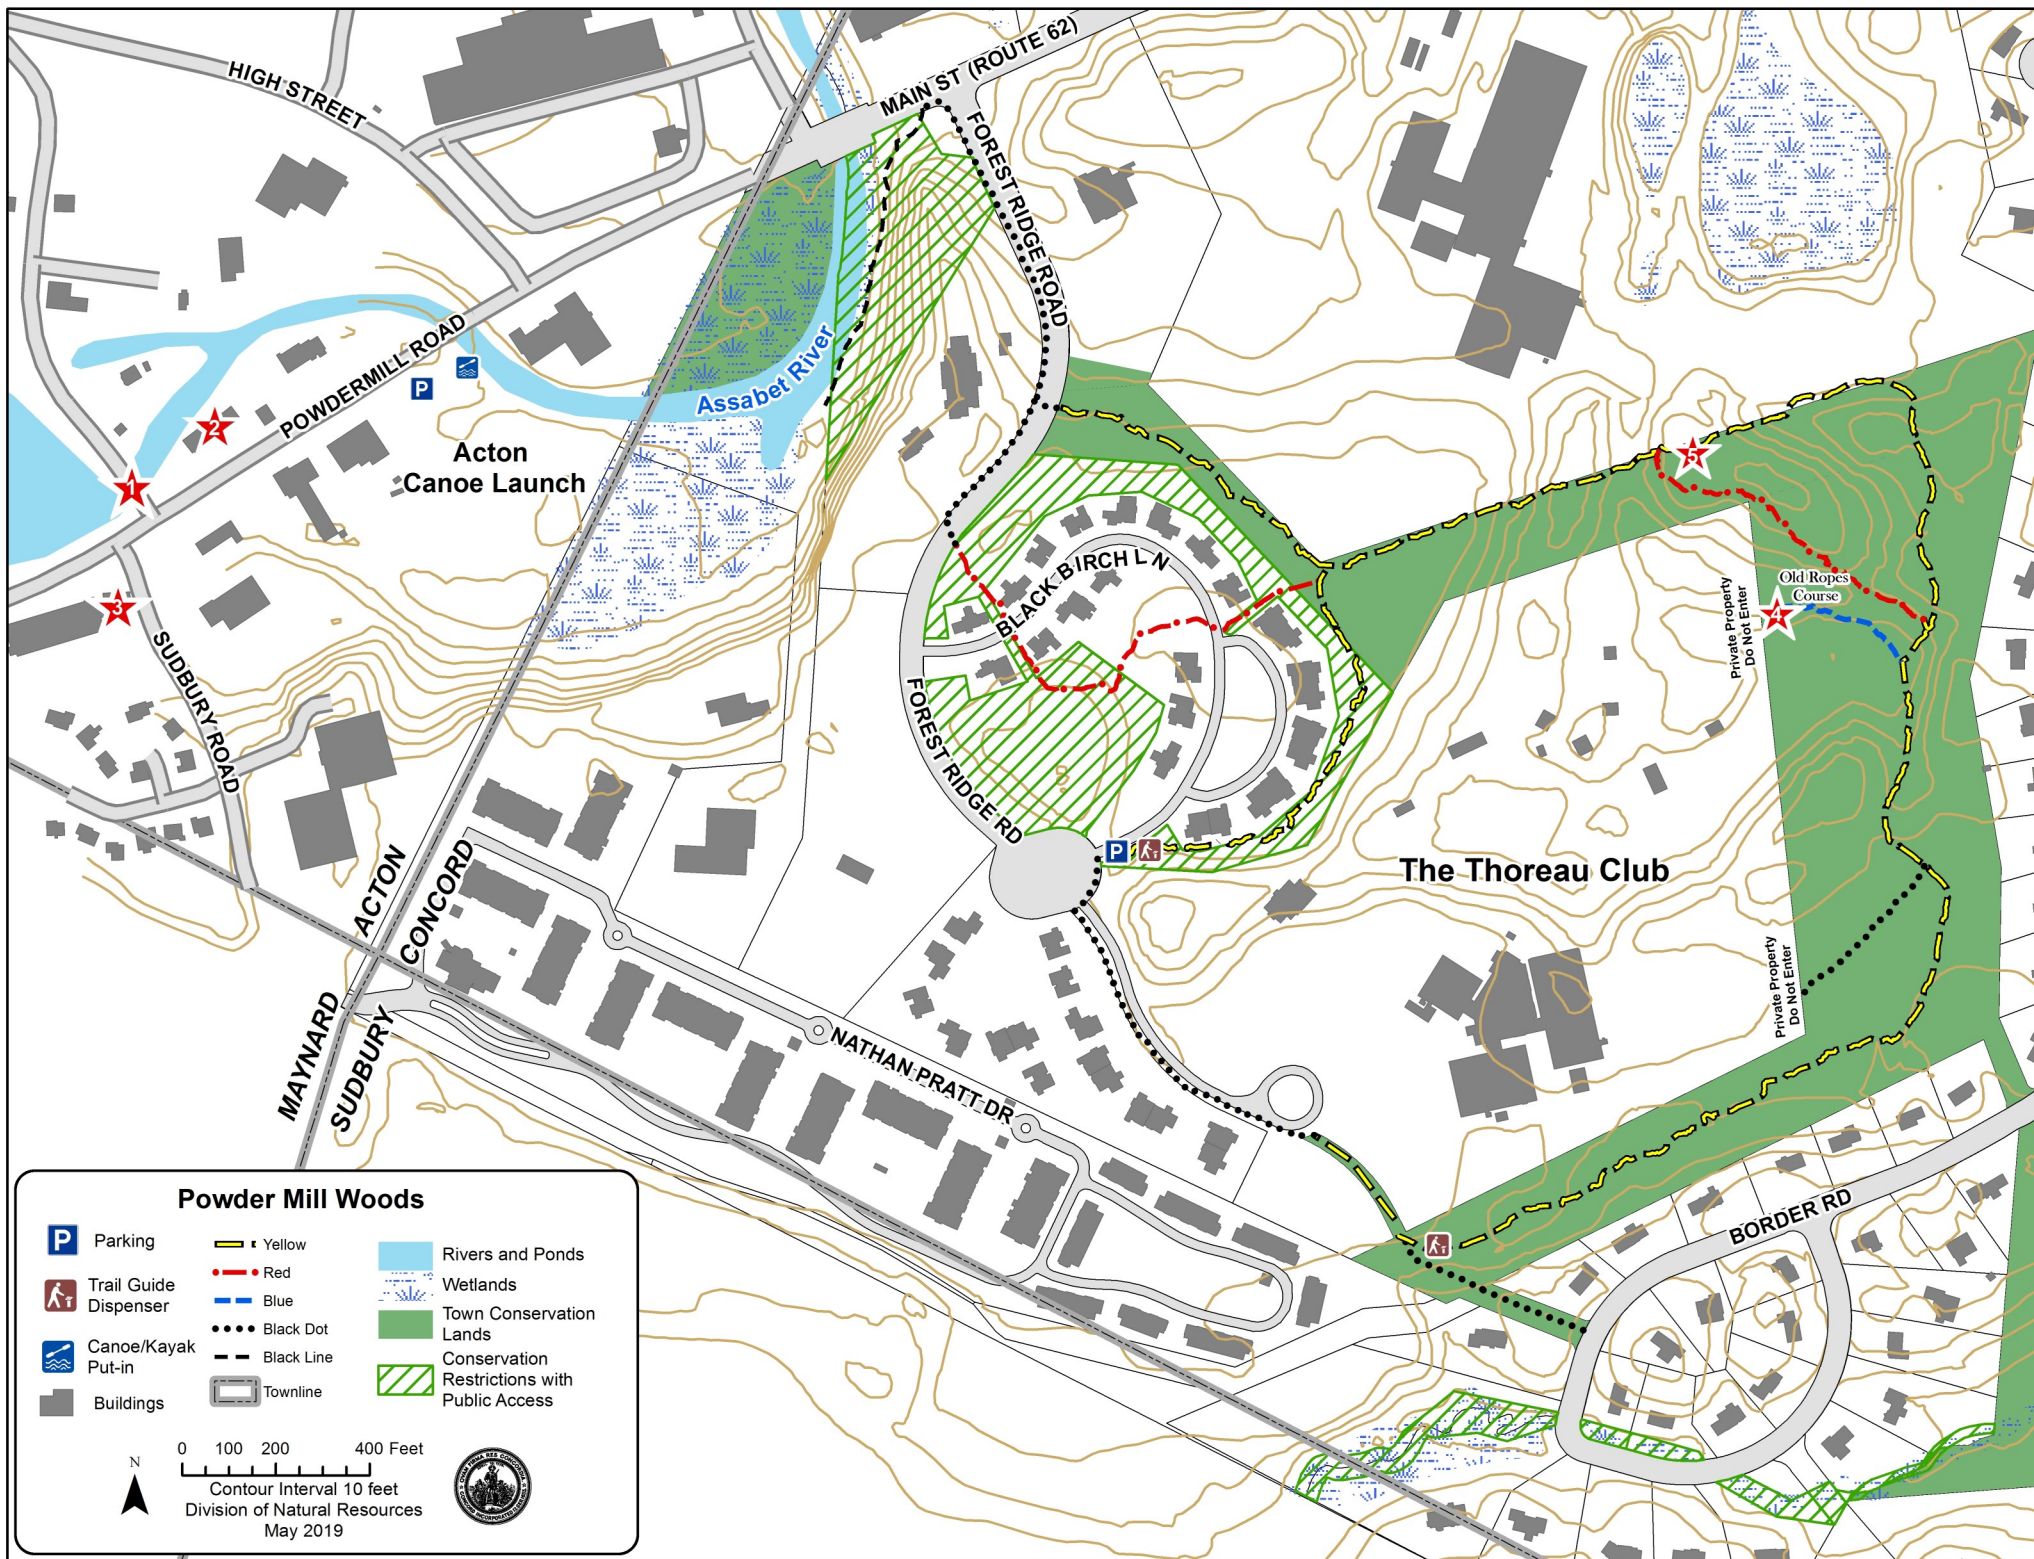 HIGH STREET
MAIN ST (ROUTE 62)
FOREST RIDGE ROAD
POWDERMILL ROAD
Assabet River
P
1
2
3
Acton
Canoe Launch
5
4
Old Ropes
Course
Private Property
Do Not Enter
BLACK BIRCH LN
SUDBURY ROAD
FOREST RIDGE RD
P
The Thoreau Club
ACTON
CONCORD
MAYNARD
SUDBURY
Private Property
Do Not Enter
NATHAN PRATT DR
BORDER RD
Powder Mill Woods
P
Parking
Trail Guide
Dispenser
Canoe/Kayak
Put-in
Buildings
Yellow
Red
Blue
Black Dot
Black Line
Townline
Rivers and Ponds
Wetlands
Town Conservation
Lands
Conservation
Restrictions with
Public Access
N
0 100 200 400 Feet
Contour Interval 10 feet
Division of Natural Resources
May 2019